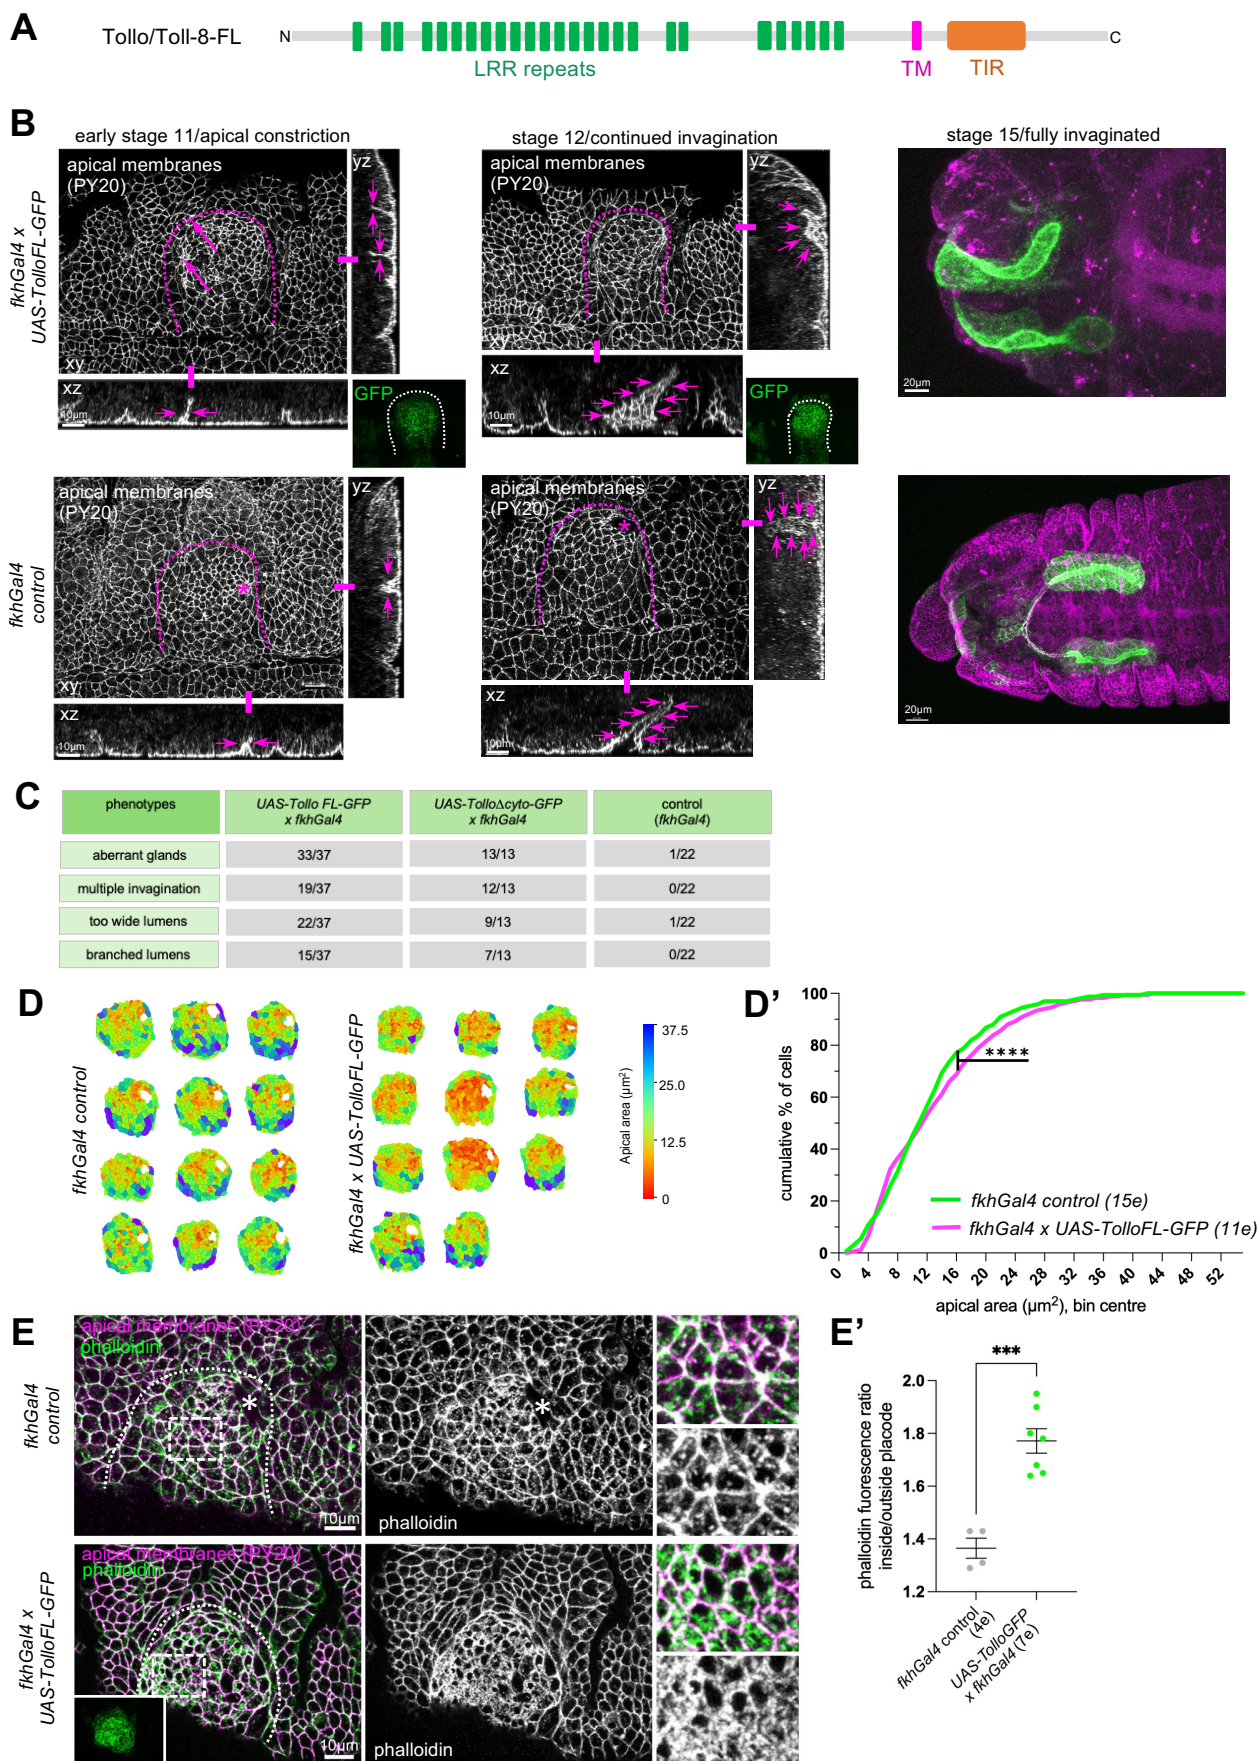 A
Tollo/Toll-8-FL
N
C
LRR repeats
TM
TIR
B
early stage 11/apical constriction
stage 12/continued invagination
stage 15/fully invaginated
fkhGal4 x
UAS-TolloFL-GFP
apical membranes
(PY20)
xy
yz
xz
10µm
GFP
apical membranes
(PY20)
xy
yz
xz
10µm
GFP
20µm
fkhGal4
control
apical membranes
(PY20)
*
xy
yz
xz
10µm
apical membranes
(PY20)
*
xy
yz
xz
10µm
20µm
C
phenotypes
UAS-Tollo FL-GFP
x fkhGal4
UAS-Tollo∆cyto-GFP
x fkhGal4
control
(fkhGal4)
aberrant glands 33/37 13/13 1/22
multiple invagination 19/37 12/13 0/22
too wide lumens 22/37 9/13 1/22
branched lumens 15/37 7/13 0/22
D
fkhGal4 control
fkhGal4 x UAS-TolloFL-GFP
Apical area (µm²)
37.5
25.0
12.5
0
D'
cumulative % of cells
100
80
60
40
20
0
****
fkhGal4 control (15e)
fkhGal4 x UAS-TolloFL-GFP (11e)
0 4 8 12 16 20 24 28 32 36 40 44 48 52
apical area (µm²), bin centre
E
fkhGal4
control
apical membranes (PY20)
phalloidin
*
10µm
*
phalloidin
fkhGal4 x
UAS-TolloFL-GFP
apical membranes (PY20)
phalloidin
10µm
phalloidin
E'
***
phalloidin fuorescence ratio
inside/outside placode
2.0
1.8
1.6
1.4
1.2
fkhGal4 control
(4e)
UAS-TolloGFP
x fkhGal4 (7e)